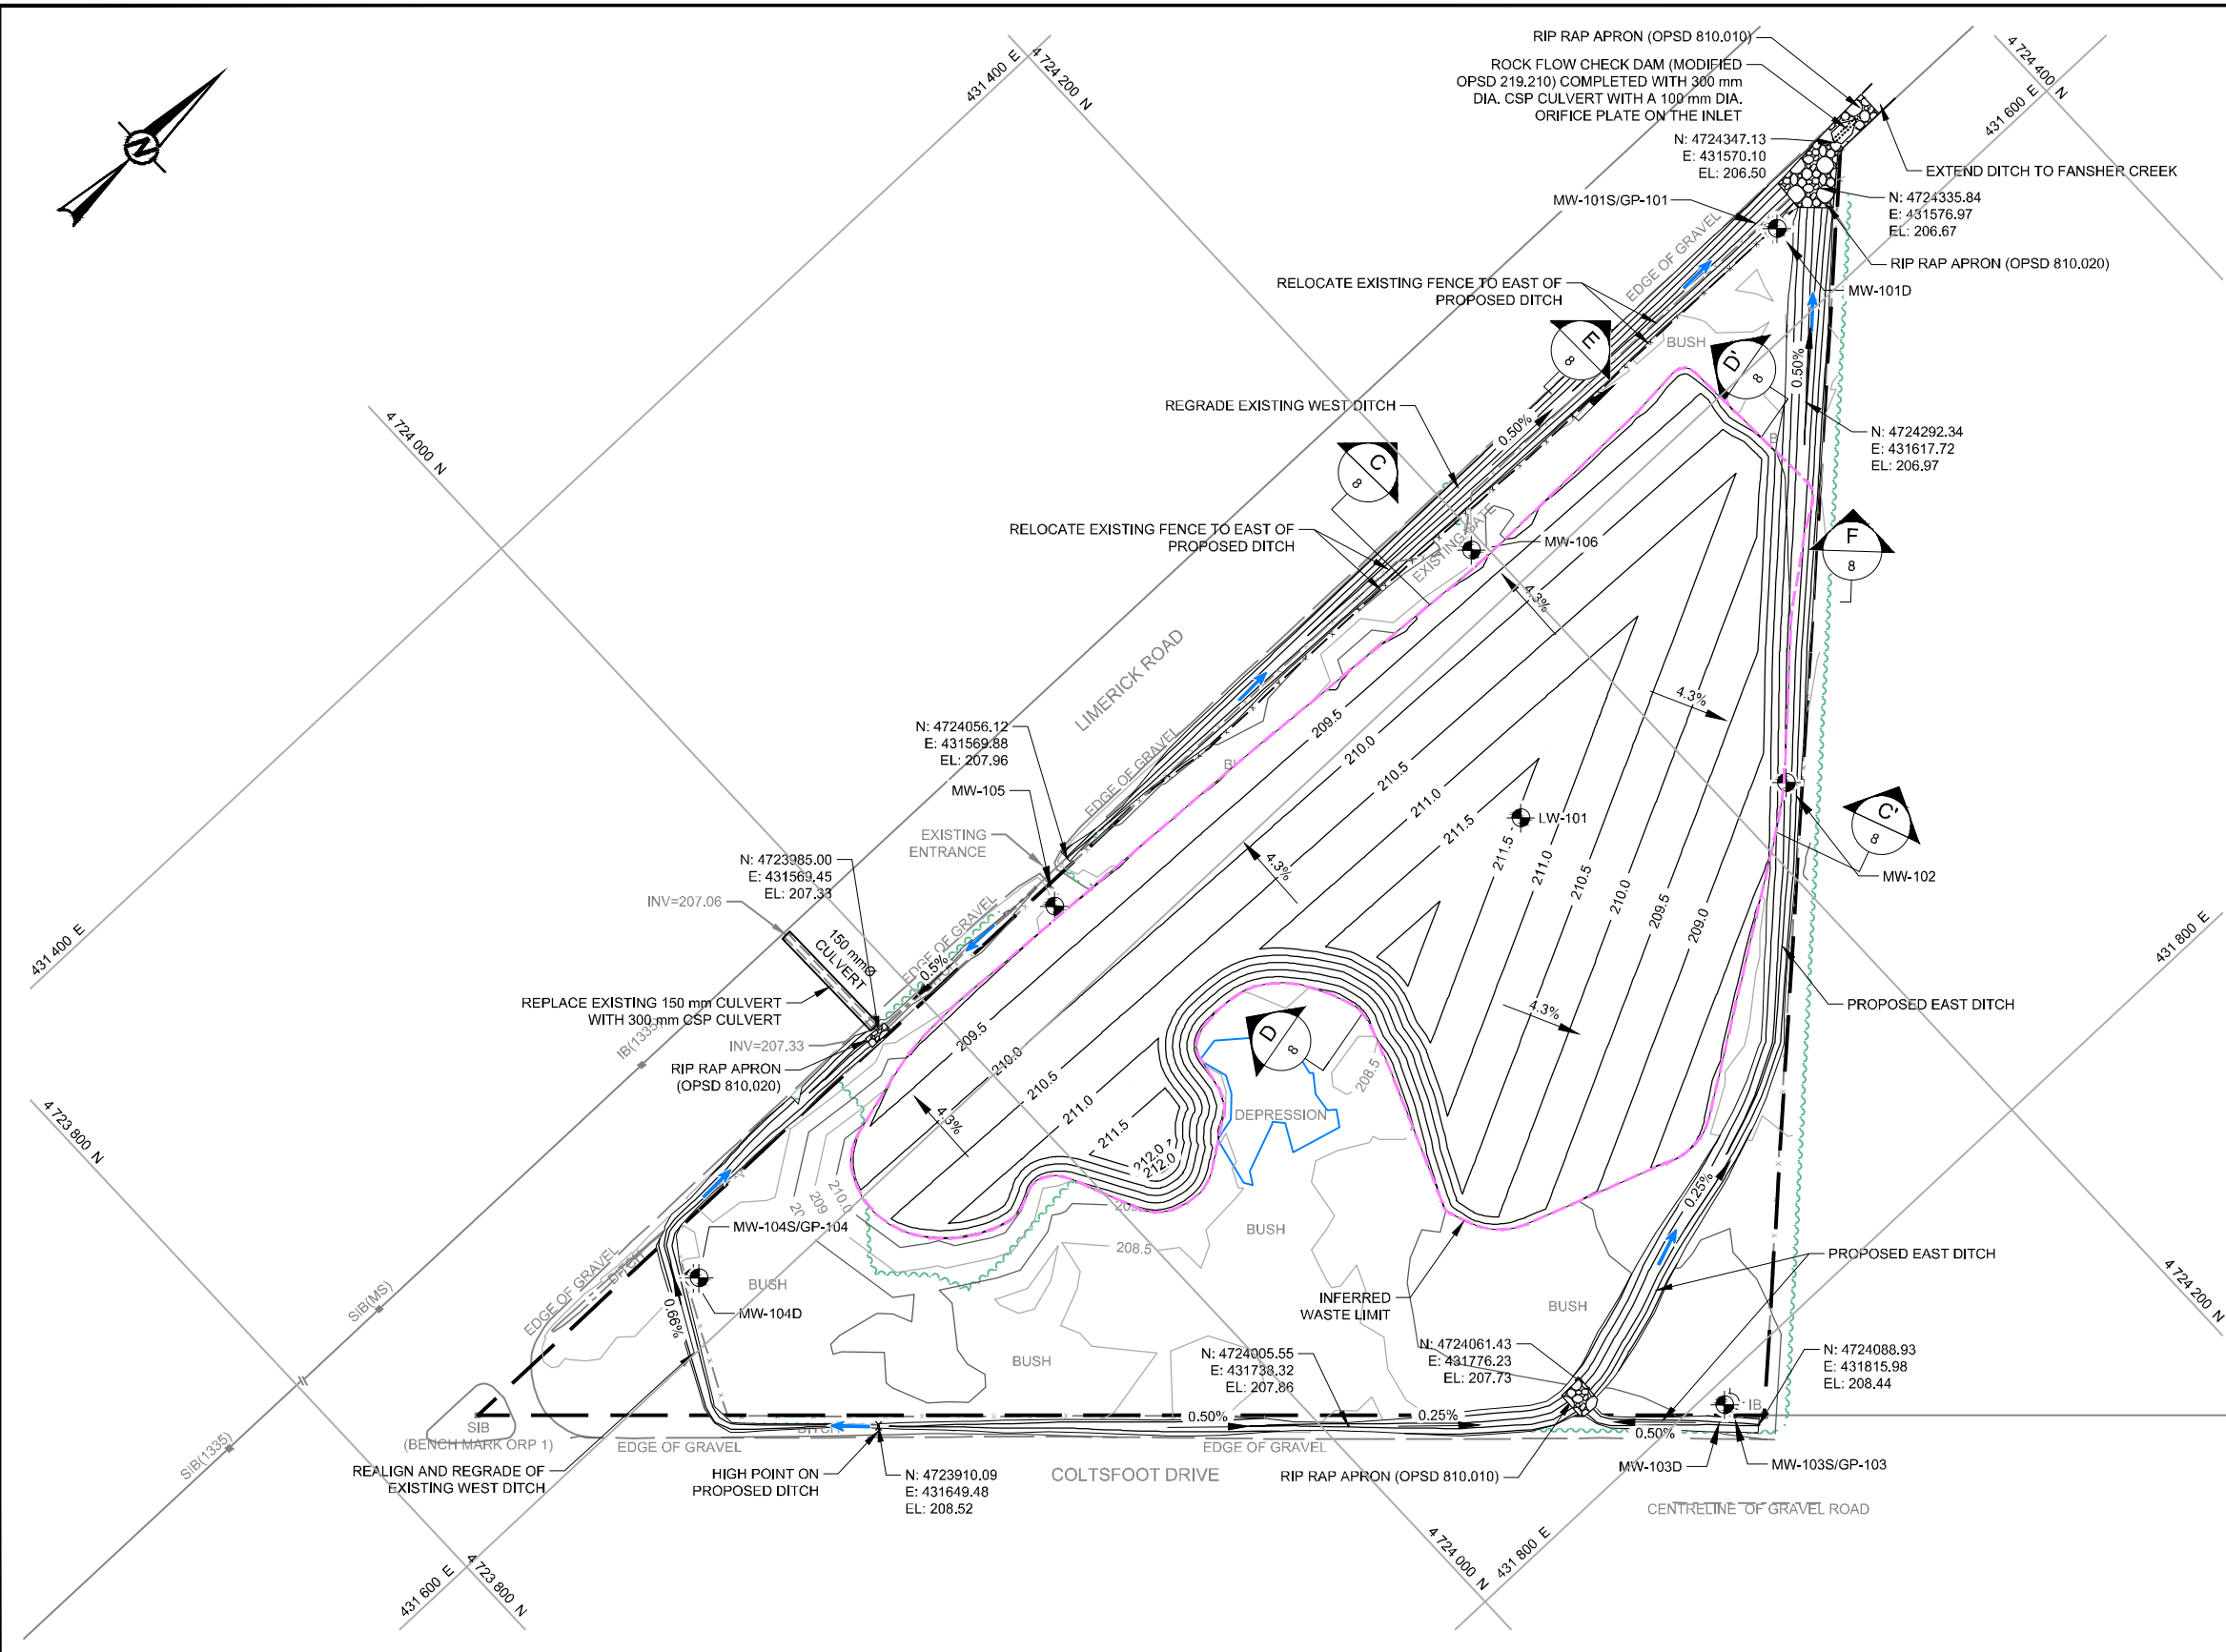 RIP RAP APRON (OPSD 810.010)
ROCK FLOW CHECK DAM (MODIFIED
OPSD 219.210) COMPLETED WITH 300 mm
DIA. CSP CULVERT WITH A 100 mm DIA.
ORIFICE PLATE ON THE INLET
4 724 400 N
431 600 E
431 400 E
4 724 200 N
N
N: 4724347.13
E: 431570.10
EL: 206.50
EXTEND DITCH TO FANSHER CREEK
MW-101S/GP-101
N: 4724335.84
E: 431576.97
EL: 206.67
EDGE OF GRAVEL
RIP RAP APRON (OPSD 810.020)
MW-101D
RELOCATE EXISTING FENCE TO EAST OF
PROPOSED DITCH
E
8
BUSH
D'
8
0.50%
REGRADE EXISTING WEST DITCH
0.50%
4 724 000 N
N: 4724292.34
E: 431617.72
EL: 206.97
C
8
RELOCATE EXISTING FENCE TO EAST OF
PROPOSED DITCH
EXISTING GATE
MW-106
F
8
4.3%
LIMERICK ROAD
4.3%
N: 4724056.12
E: 431569.88
EL: 207.96
209.5
210.0
210.5
211.0
211.5
EDGE OF GRAVEL
MW-105
LW-101
C'
8
EXISTING
ENTRANCE
N: 4723985.00
E: 431569.45
EL: 207.33
4.3%
211.5
211.0
210.5
210.0
209.5
209.0
MW-102
INV=207.06
150 mmØ
CULVERT
EDGE OF GRAVEL
0.5%
431 400 E
431 800 E
REPLACE EXISTING 150 mm CULVERT
WITH 300 mm CSP CULVERT
PROPOSED EAST DITCH
4.3%
INV=207.33
IB(1335)
RIP RAP APRON
(OPSD 810.020)
209.5
210.0
210.5
211.0
211.5
212.0
212.0
D
8
208.5
DEPRESSION
4.3%
4 723 800 N
0.25%
210.0
209
20
MW-104S/GP-104
BUSH
208.5
PROPOSED EAST DITCH
EDGE OF GRAVEL
DITCH
BUSH
MW-104D
0.66%
SIB(MS)
INFERRED
WASTE LIMIT
BUSH
4 724 200 N
BUSH
N: 4724005.55
E: 431738.32
EL: 207.86
N: 4724061.43
E: 431776.23
EL: 207.73
N: 4724088.93
E: 431815.98
EL: 208.44
SIB
(BENCH MARK ORP 1)
DITCH
0.50%
0.25%
IB
0.50%
EDGE OF GRAVEL
EDGE OF GRAVEL
SIB(1335)
REALIGN AND REGRADE OF
EXISTING WEST DITCH
HIGH POINT ON
PROPOSED DITCH
N: 4723910.09
E: 431649.48
EL: 208.52
COLTSFOOT DRIVE
RIP RAP APRON (OPSD 810.010)
MW-103D
MW-103S/GP-103
CENTRELINE OF GRAVEL ROAD
431 600 E
4 723 800 N
4 724 000 N
431 800 E